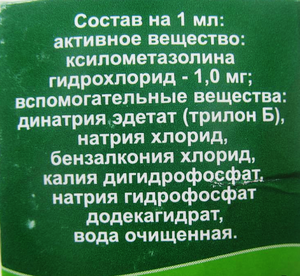 Состав на 1 мл:
активное вещество:
ксилометазолина
гидрохлорид - 1,0 мг;
вспомогательные вещества:
динатрия эдетат (трилон Б),
натрия хлорид,
бензалкония хлорид,
калия дигидрофосфат.
натрия гидрофосфат
додекагидрат,
вода очищенная.